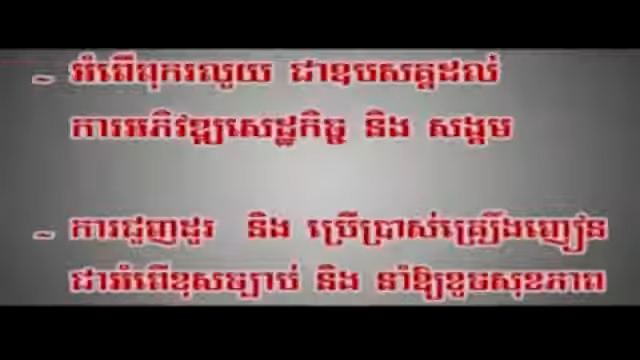 - អំពើពុករលួយ ជាឧបសគ្គដល់
ការអភិវឌ្ឍសេដ្ឋកិច្ច និង សង្គម
- ការជួញដូរ និង ប្រើប្រាស់គ្រឿងញៀន
ជាអំពើខុសច្បាប់ និង នាំឱ្យខូចសុខភាព